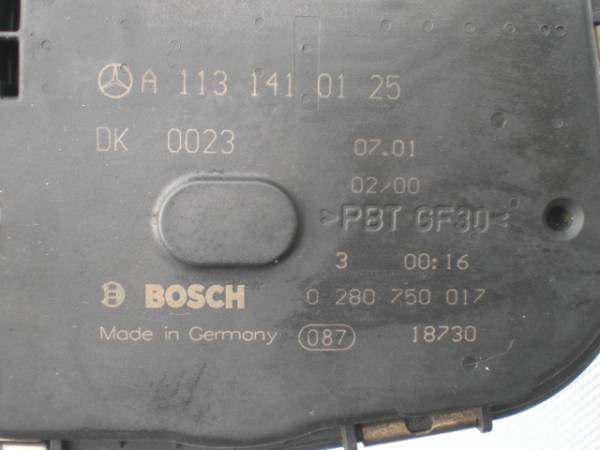 A 113 141 01 25
DK 0023 07.01
02/00
>PBT GF30<
3 00:16
BOSCH 0 280 750 017
Made in Germany 087 18730